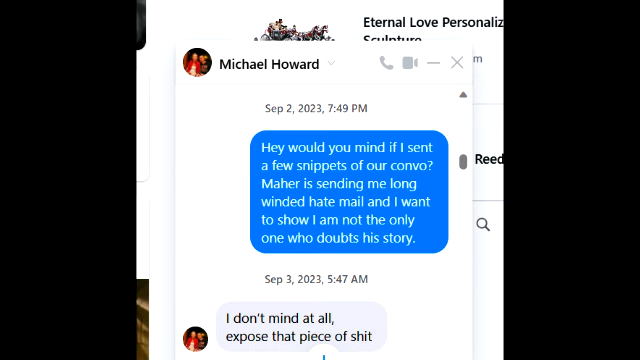 Eternal Love Personaliz
Sculpture
m
Michael Howard
Sep 2, 2023, 7:49 PM
Hey would you mind if I sent
a few snippets of our convo?
Maher is sending me long
winded hate mail and I want
to show I am not the only
one who doubts his story.
Reed
Sep 3, 2023, 5:47 AM
I don't mind at all,
expose that piece of shit